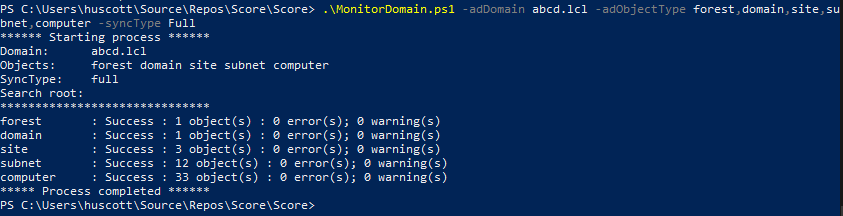 PS C:\Users\huscott\Source\Repos\Score\Score> .\MonitorDomain.ps1 -adDomain abcd.lcl -adObjectType forest,domain,site,su
bnet,computer -syncType Full
****** Starting process ******
Domain: abcd.lcl
Objects: forest domain site subnet computer
SyncType: full
Search root:
******************************
forest : Success : 1 object(s) : 0 error(s); 0 warning(s)
domain : Success : 1 object(s) : 0 error(s); 0 warning(s)
site : Success : 3 object(s) : 0 error(s); 0 warning(s)
subnet : Success : 12 object(s) : 0 error(s); 0 warning(s)
computer : Success : 33 object(s) : 0 error(s); 0 warning(s)
***** Process completed ******
PS C:\Users\huscott\Source\Repos\Score\Score>